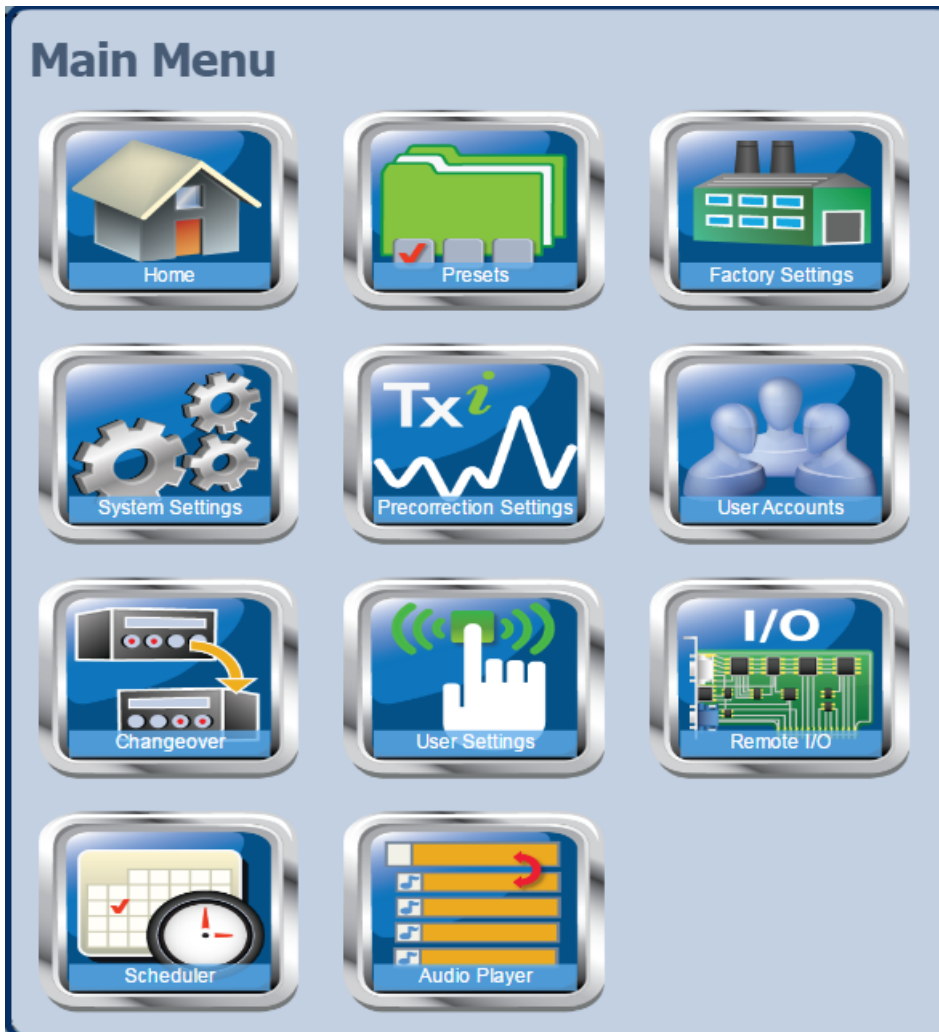 Main Menu
Home
Presets
Factory Settings
System Settings
Txi
Precorrection Settings
User Accounts
Changeover
User Settings
I/O
Remote I/O
Scheduler
Audio Player